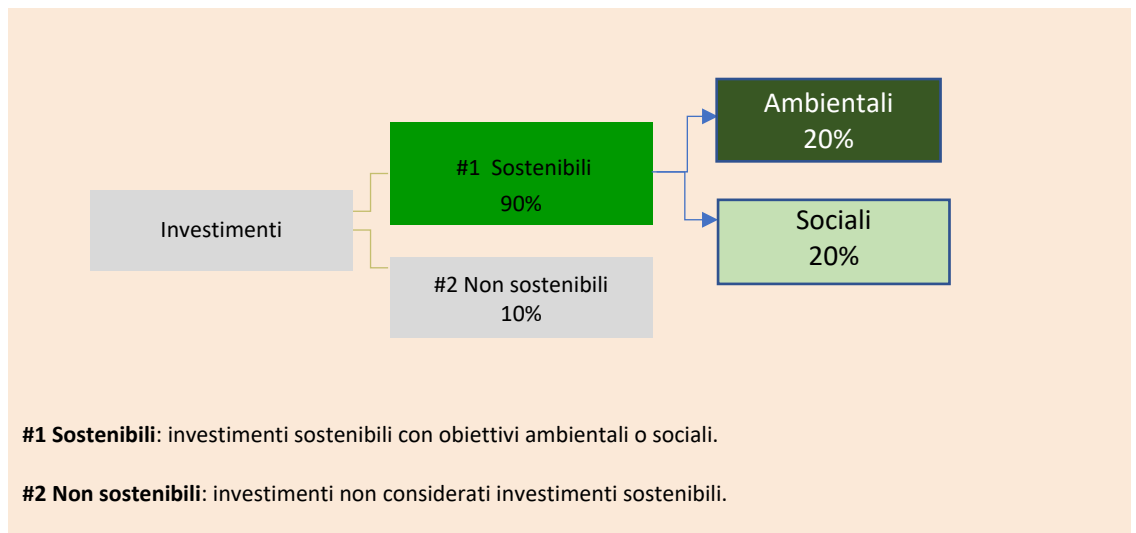 Investimenti
#1 Sostenibili
90%
#2 Non sostenibili
10%
Ambientali
20%
Sociali
20%
#1 Sostenibili: investimenti sostenibili con obiettivi ambientali o sociali.
#2 Non sostenibili: investimenti non considerati investimenti sostenibili.